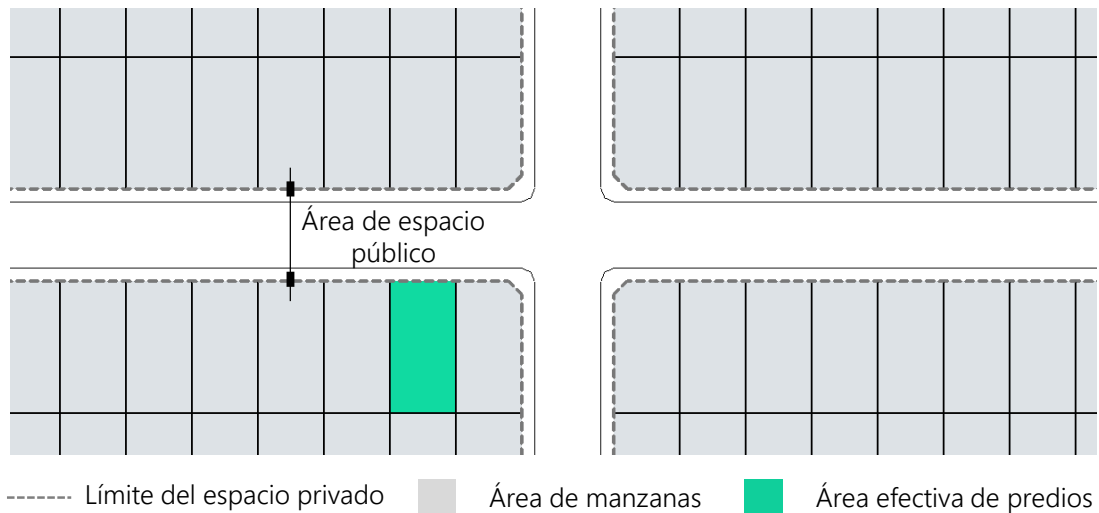 Área de espacio
público
Límite del espacio privado
Área de manzanas
Área efectiva de predios